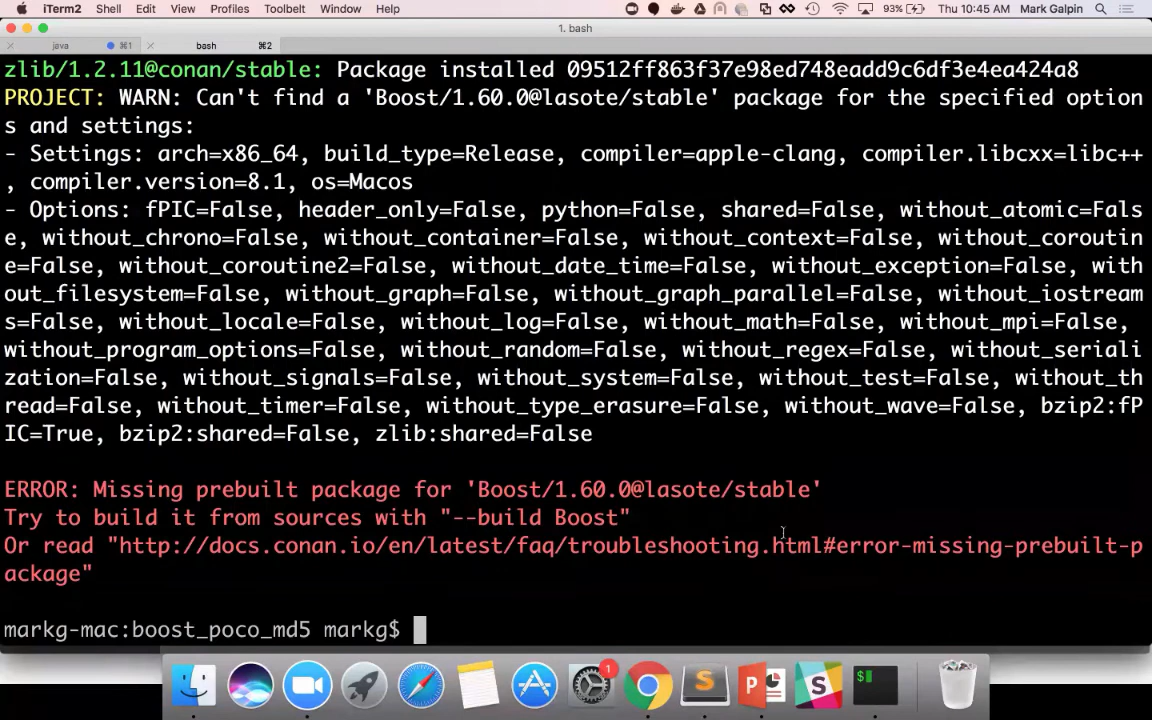 iTerm2 Shell Edit View Profiles Toolbelt Window Help 93% Thu 10:45 AM Mark Galpin
1. bash
java ⌘1 bash ⌘2
zlib/1.2.11@conan/stable: Package installed 09512ff863f37e98ed748eadd9c6df3e4ea424a8
PROJECT: WARN: Can't find a 'Boost/1.60.0@lasote/stable' package for the specified option
s and settings:
- Settings: arch=x86_64, build_type=Release, compiler=apple-clang, compiler.libcxx=libc++
, compiler.version=8.1, os=Macos
- Options: fPIC=False, header_only=False, python=False, shared=False, without_atomic=Fals
e, without_chrono=False, without_container=False, without_context=False, without_coroutin
e=False, without_coroutine2=False, without_date_time=False, without_exception=False, with
out_filesystem=False, without_graph=False, without_graph_parallel=False, without_iostream
s=False, without_locale=False, without_log=False, without_math=False, without_mpi=False,
without_program_options=False, without_random=False, without_regex=False, without_seriali
zation=False, without_signals=False, without_system=False, without_test=False, without_th
read=False, without_timer=False, without_type_erasure=False, without_wave=False, bzip2:fP
IC=True, bzip2:shared=False, zlib:shared=False
ERROR: Missing prebuilt package for 'Boost/1.60.0@lasote/stable'
Try to build it from sources with "--build Boost"
Or read "http://docs.conan.io/en/latest/faq/troubleshooting.html#error-missing-prebuilt-p
ackage"
markg-mac:boost_poco_md5 markg$
1